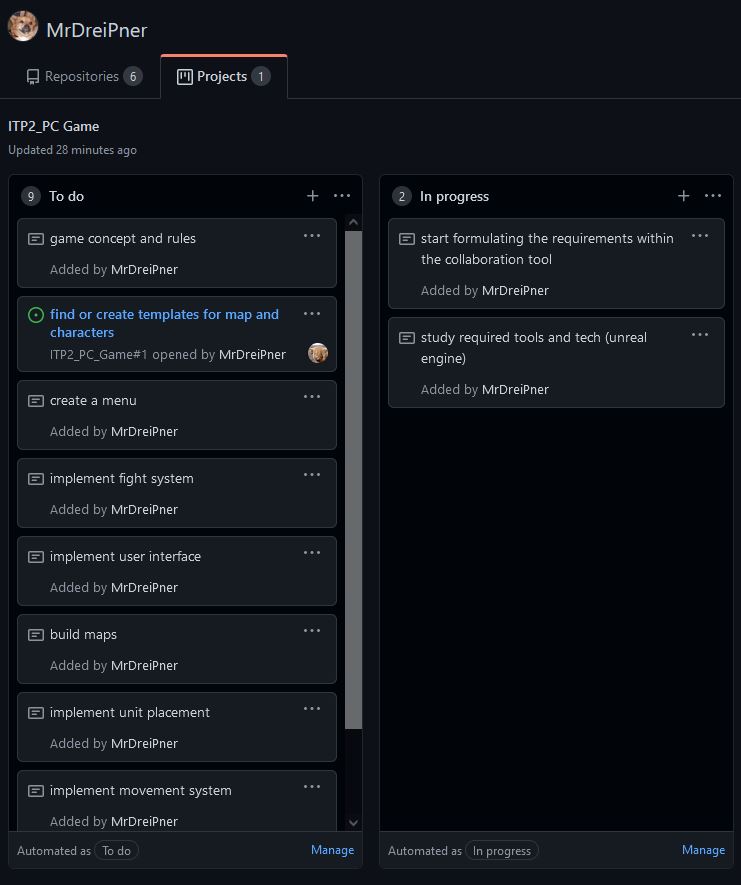 MrDreiPner
Repositories 6
Projects 1
ITP2_PC Game
Updated 28 minutes ago
9 To do
game concept and rules
Added by MrDreiPner
find or create templates for map and
characters
ITP2_PC_Game#1 opened by MrDreiPner
create a menu
Added by MrDreiPner
implement fight system
Added by MrDreiPner
implement user interface
Added by MrDreiPner
build maps
Added by MrDreiPner
implement unit placement
Added by MrDreiPner
implement movement system
Added by MrDreiPner
Automated as To do
Manage
2 In progress
start formulating the requirements within
the collaboration tool
Added by MrDreiPner
study required tools and tech (unreal
engine)
Added by MrDreiPner
Automated as In progress
Manage